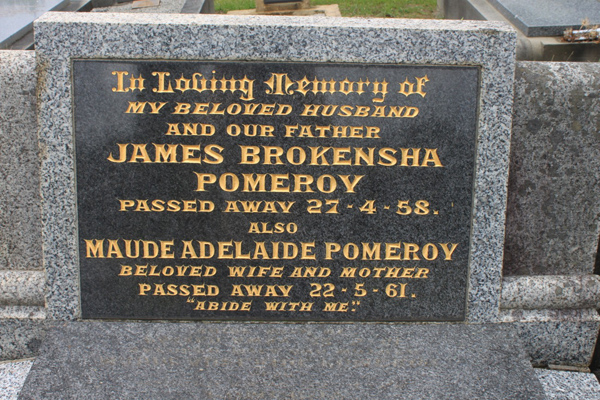 In Loving Memory of
MY BELOVED HUSBAND
AND OUR FATHER
JAMES BROKENSHA
POMEROY
PASSED AWAY 27-4-58.
ALSO
MAUDE ADELAIDE POMEROY
BELOVED WIFE AND MOTHER
PASSED AWAY 22-5-61.
"ABIDE WITH ME."